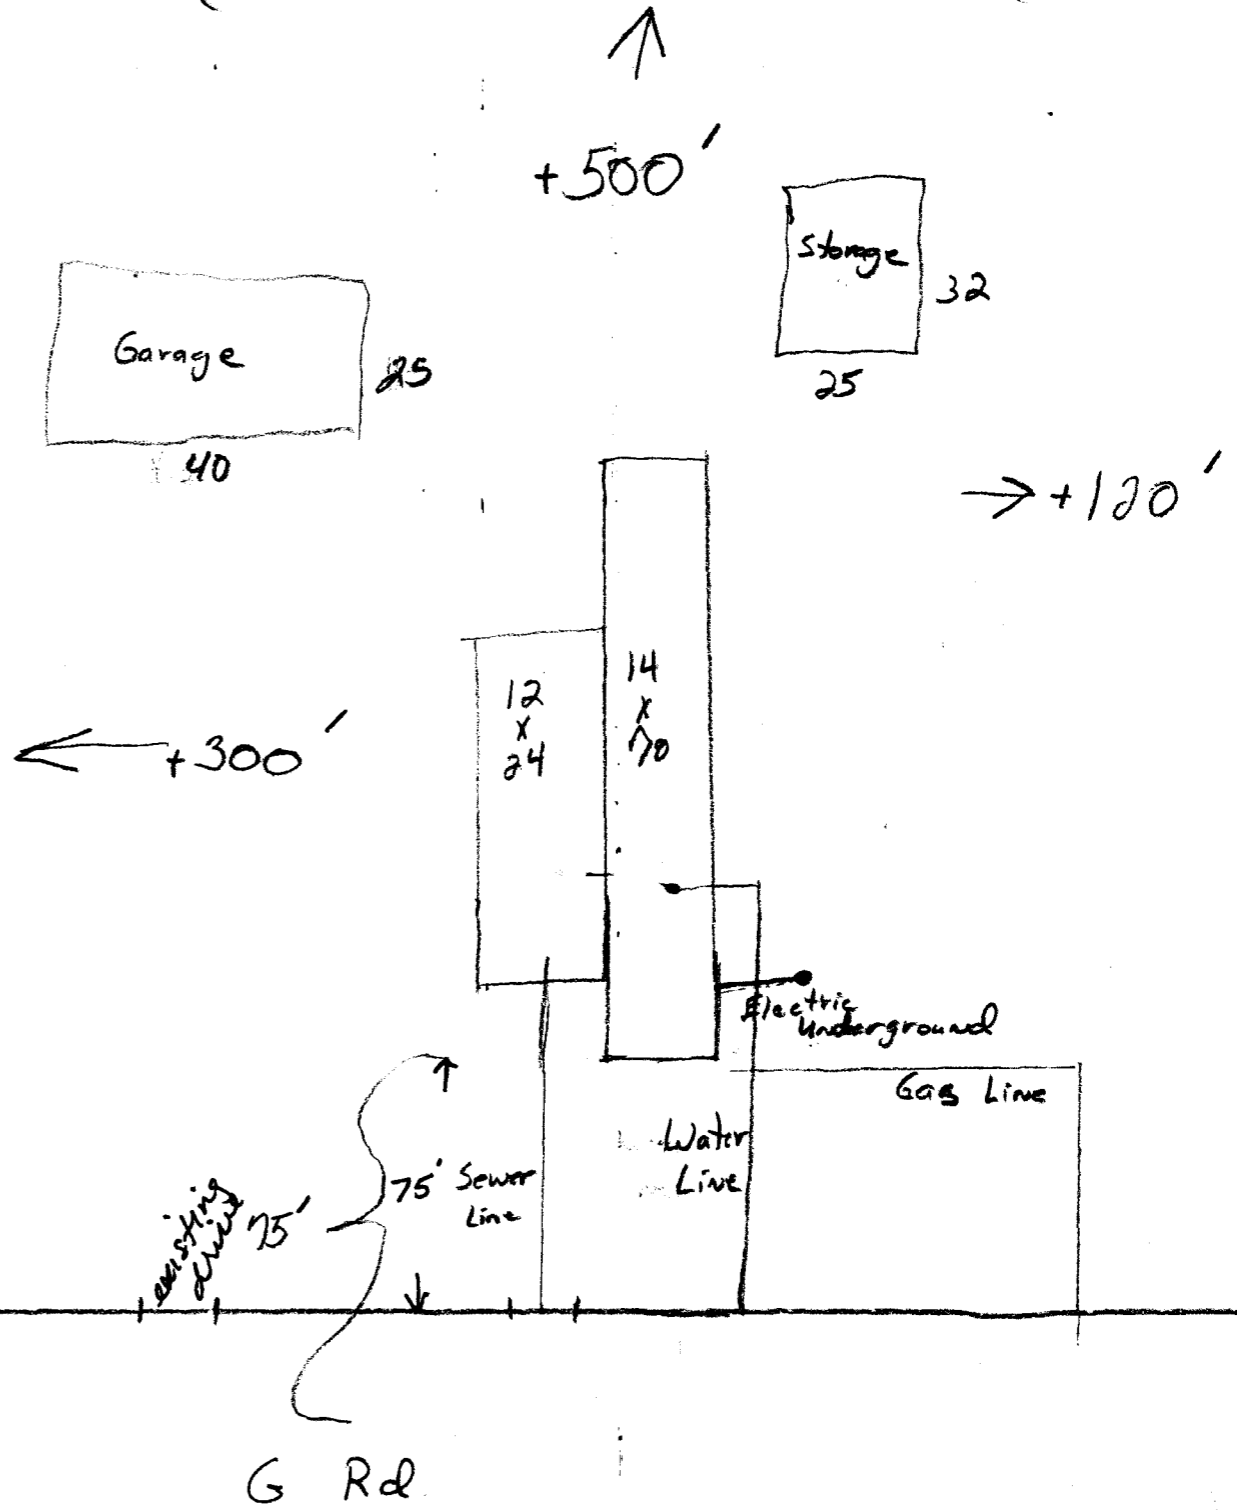 +500'
Storage
32
25
Garage
25
40
→ +120'
14
x
70
12
x
24
← +300'
Electric
Underground
Gas Line
Water
Line
75' Sewer
Line
75'
existing
drive
G Rd